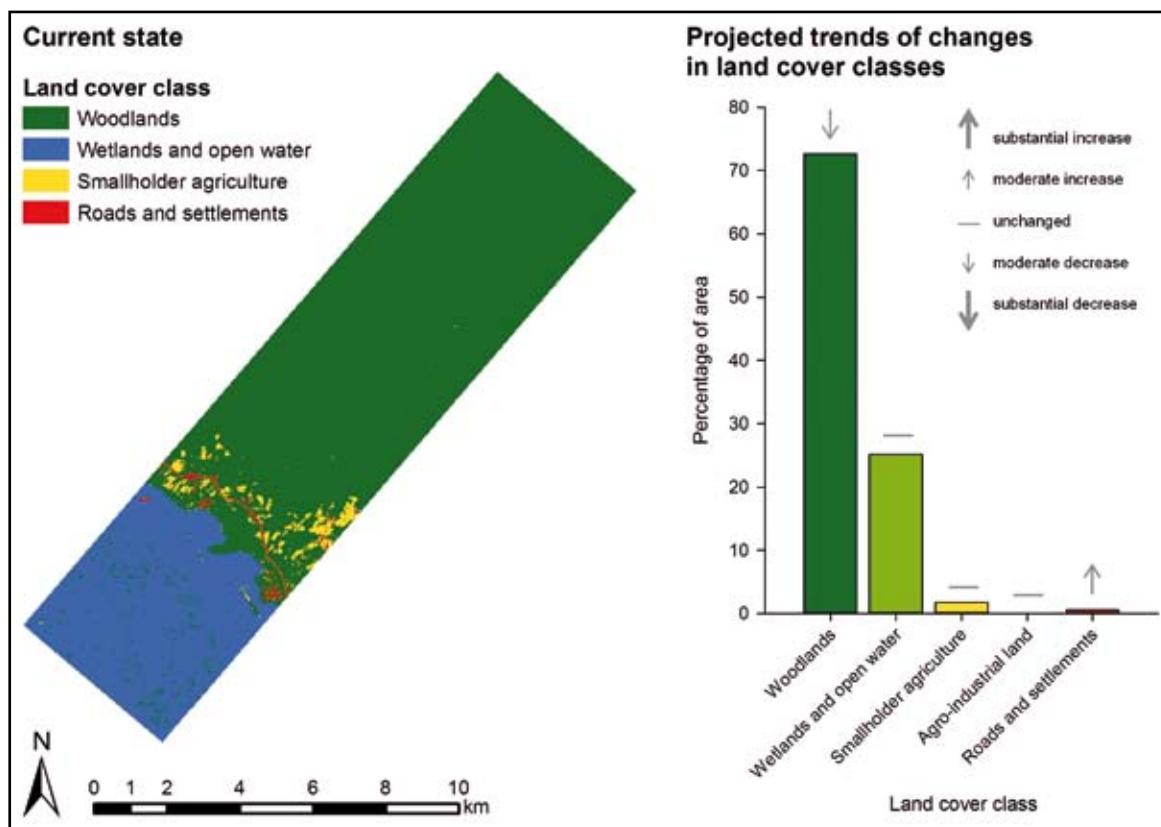 Current state
Land cover class
Woodlands
Wetlands and open water
Smallholder agriculture
Roads and settlements
N
0 1 2 4 6 8 10
km
Projected trends of changes
in land cover classes
80
70
60
50
40
30
20
10
0
Percentage of area
substantial increase
moderate increase
unchanged
moderate decrease
substantial decrease
Woodlands
Wetlands and open water
Smallholder agriculture
Agro-industrial land
Roads and settlements
Land cover class